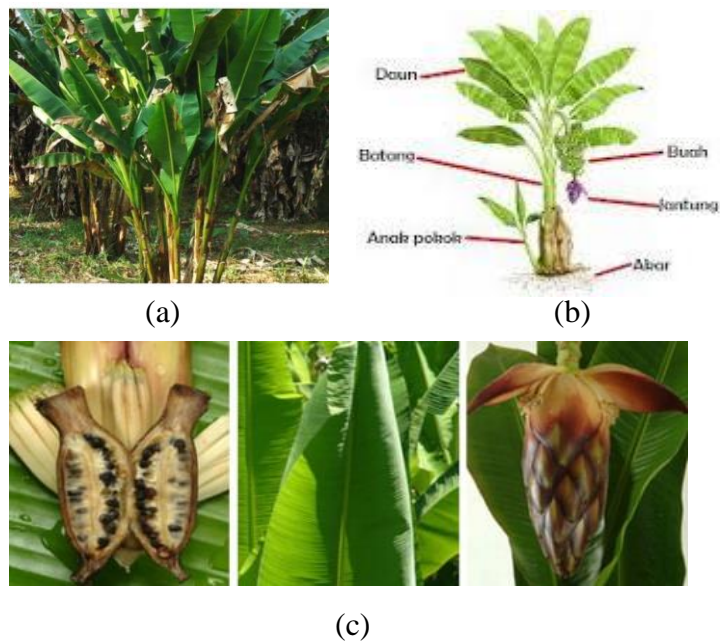 Daun
Batang
Buah
Jantung
Anak pokok
Akar
(a)
(b)
(c)